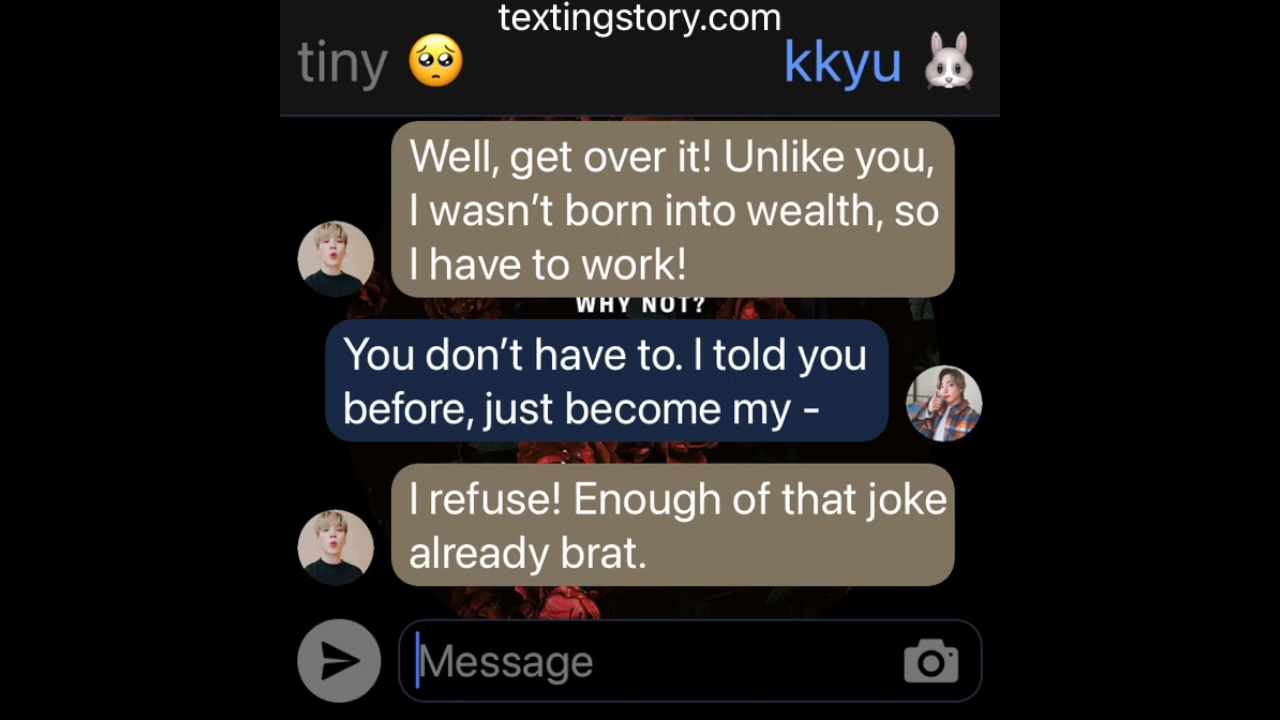 textingstory.com
tiny 🥺 kkyu 🐰
Well, get over it! Unlike you,
I wasn’t born into wealth, so
I have to work!
WHY NOT?
You don’t have to. I told you
before, just become my -
I refuse! Enough of that joke
already brat.
Message